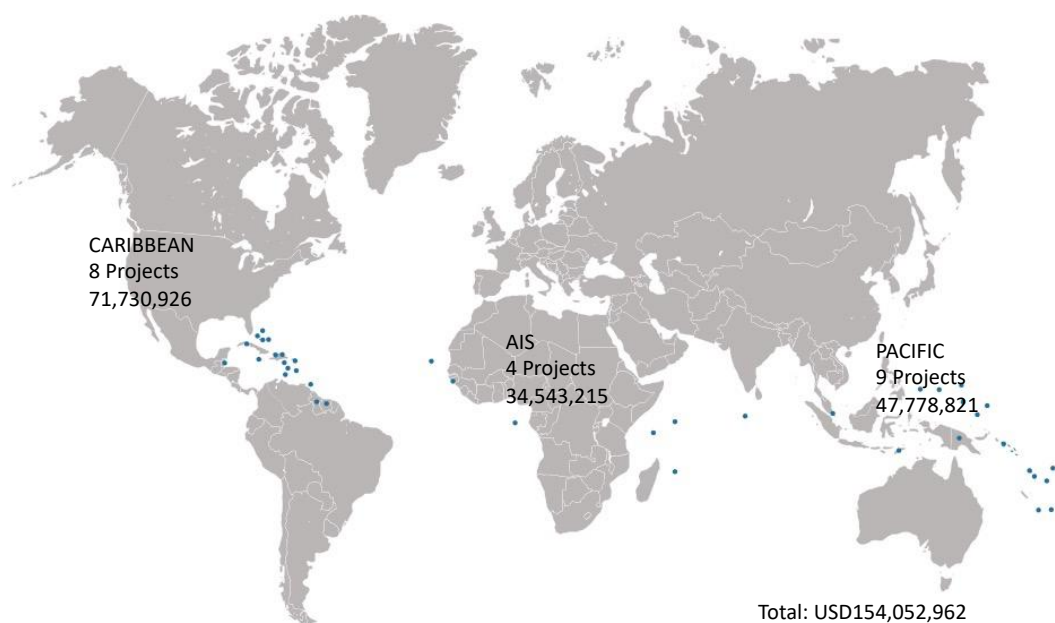 CARIBBEAN
8 Projects
71,730,926
AIS
4 Projects
34,543,215
PACIFIC
9 Projects
47,778,821
Total: USD154,052,962